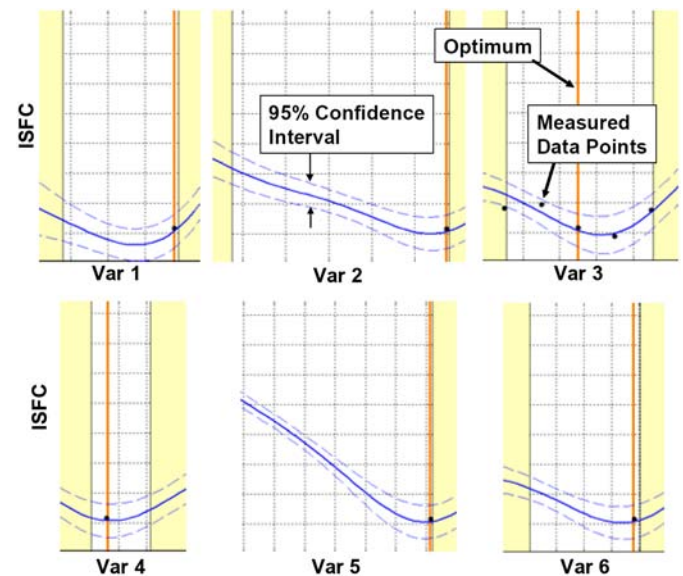 ISFC
Optimum
95% Confidence
Interval
Measured
Data Points
Var 1
Var 2
Var 3
ISFC
Var 4
Var 5
Var 6